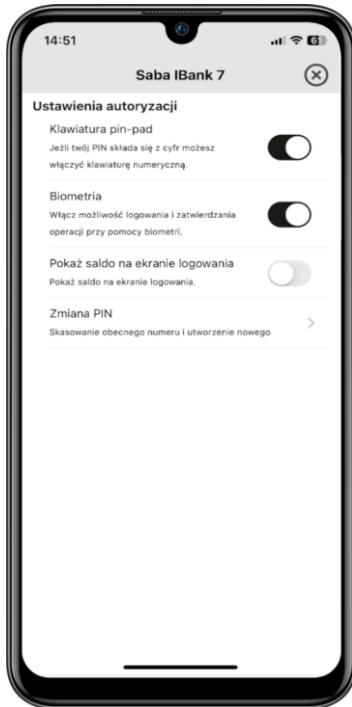 14:51
Saba IBank 7
Ustawienia autoryzacji
Klawiatura pin-pad
Jeżli twój PIN składa się z cyfr możesz
włączyć klawiaturę numeryczną.
Biometria
Włącz możliwość logowania i zatwierdzania
operacji przy pomocy biometri.
Pokaż saldo na ekranie logowania
Pokaż saldo na ekranie logowania.
Zmiana PIN
Skasowanie obecnego numeru i utworzenie nowego